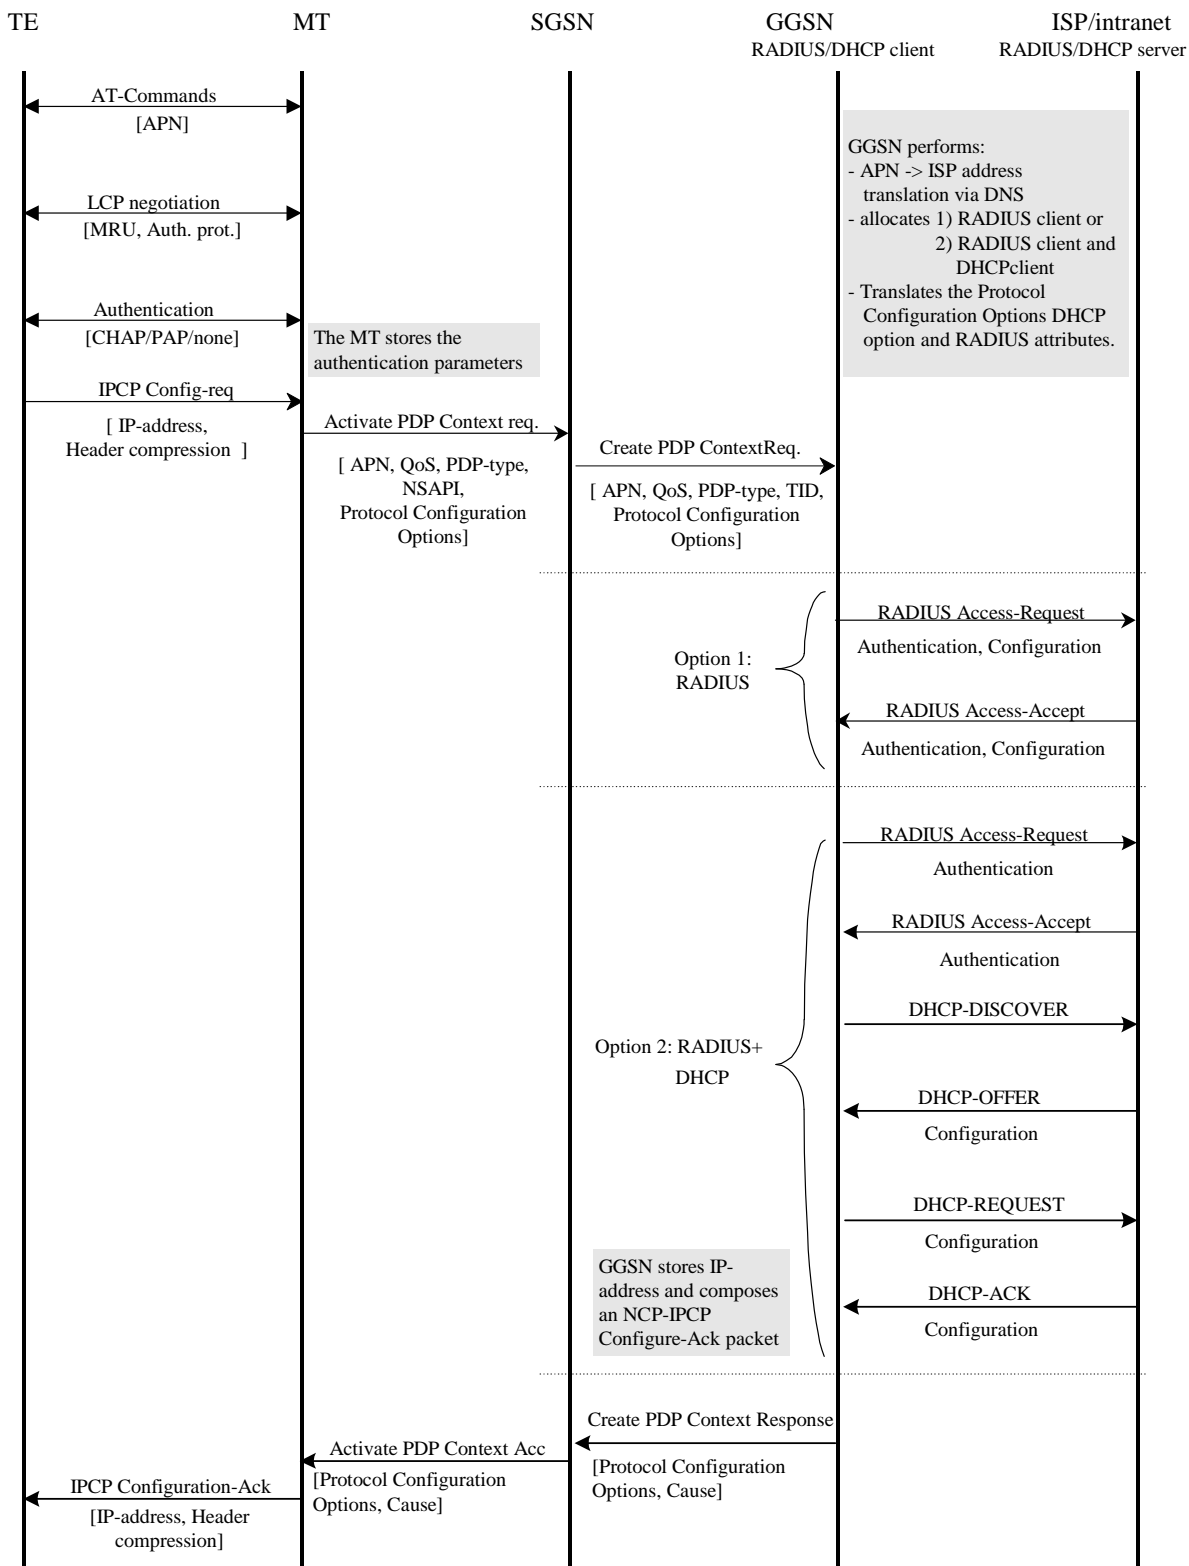 TE
MT
SGSN
GGSN
ISP/intranet
RADIUS/DHCP client
RADIUS/DHCP server
AT-Commands
[APN]
GGSN performs:
- APN -> ISP address
translation via DNS
- allocates 1) RADIUS client or
2) RADIUS client and
DHCPclient
- Translates the Protocol
Configuration Options DHCP
option and RADIUS attributes.
LCP negotiation
[MRU, Auth. prot.]
Authentication
[CHAP/PAP/none]
The MT stores the
authentication parameters
IPCP Config-req
[ IP-address,
Header compression ]
Activate PDP Context req.
[ APN, QoS, PDP-type,
NSAPI,
Protocol Configuration
Options]
Create PDP ContextReq.
[ APN, QoS, PDP-type, TID,
Protocol Configuration
Options]
RADIUS Access-Request
Authentication, Configuration
Option 1:
RADIUS
RADIUS Access-Accept
Authentication, Configuration
RADIUS Access-Request
Authentication
RADIUS Access-Accept
Authentication
DHCP-DISCOVER
Option 2: RADIUS+
DHCP
DHCP-OFFER
Configuration
DHCP-REQUEST
Configuration
GGSN stores IP-
address and composes
an NCP-IPCP
Configure-Ack packet
DHCP-ACK
Configuration
Create PDP Context Response
[Protocol Configuration
Options, Cause]
Activate PDP Context Acc
[Protocol Configuration
Options, Cause]
IPCP Configuration-Ack
[IP-address, Header
compression]